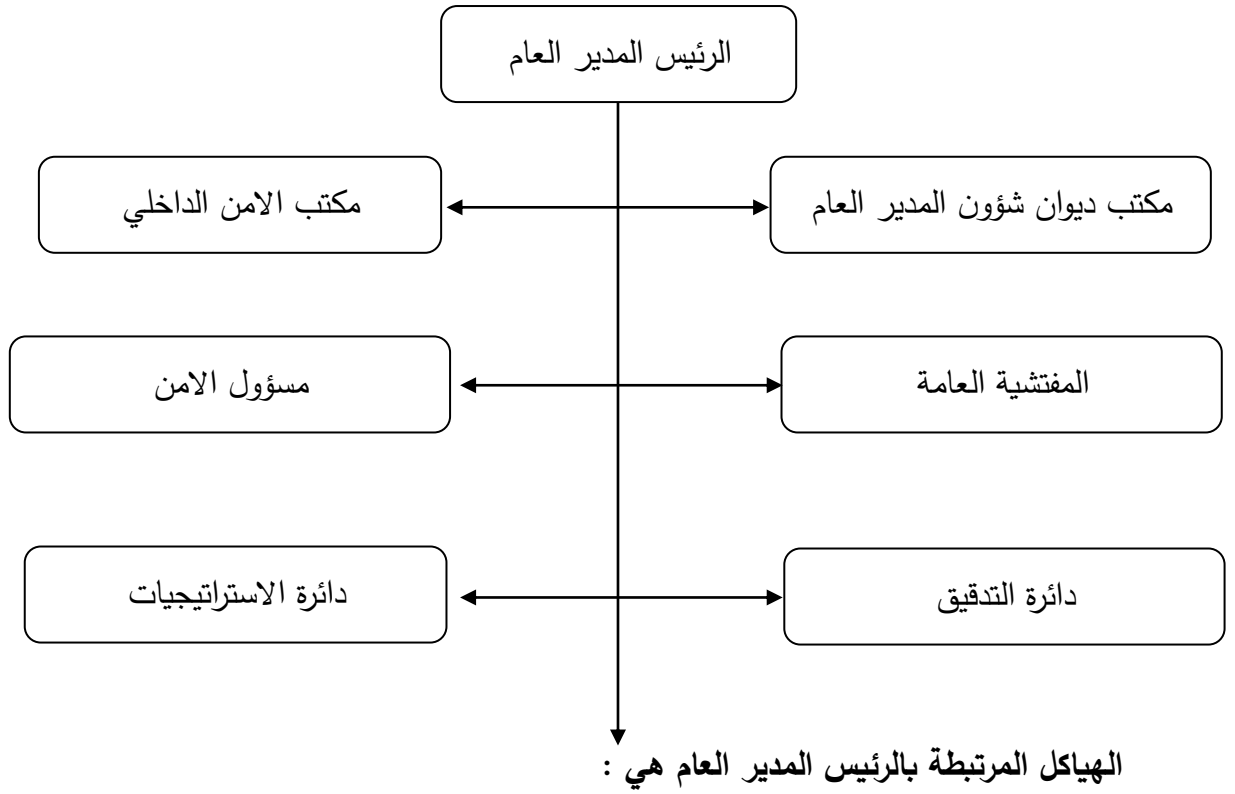 الرئيس المدير العام
مكتب ديوان شؤون المدير العام
مكتب الامن الداخلي
المفتشية العامة
مسؤول الامن
دائرة التدقيق
دائرة الاستراتيجيات
الهياكل المرتبطة بالرئيس المدير العام هي :